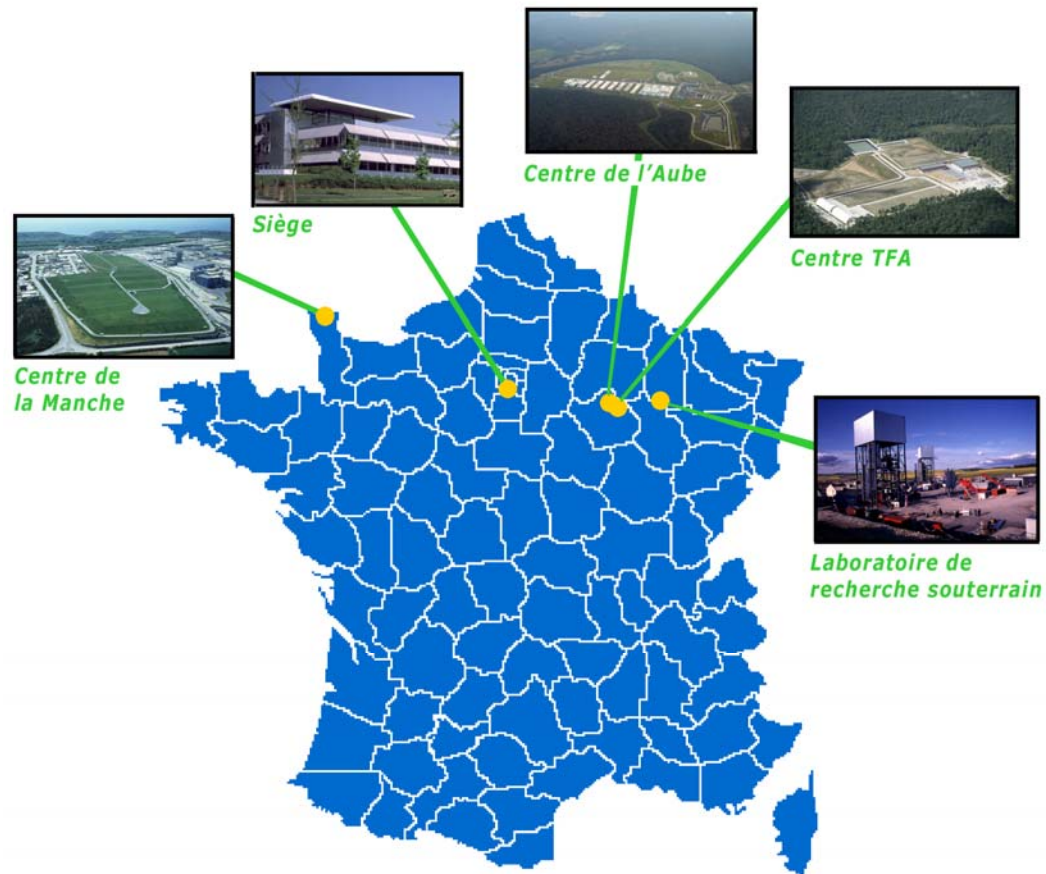 Centre de l'Aube
Siège
Centre TFA
Centre de
la Manche
Laboratoire de
recherche souterrain